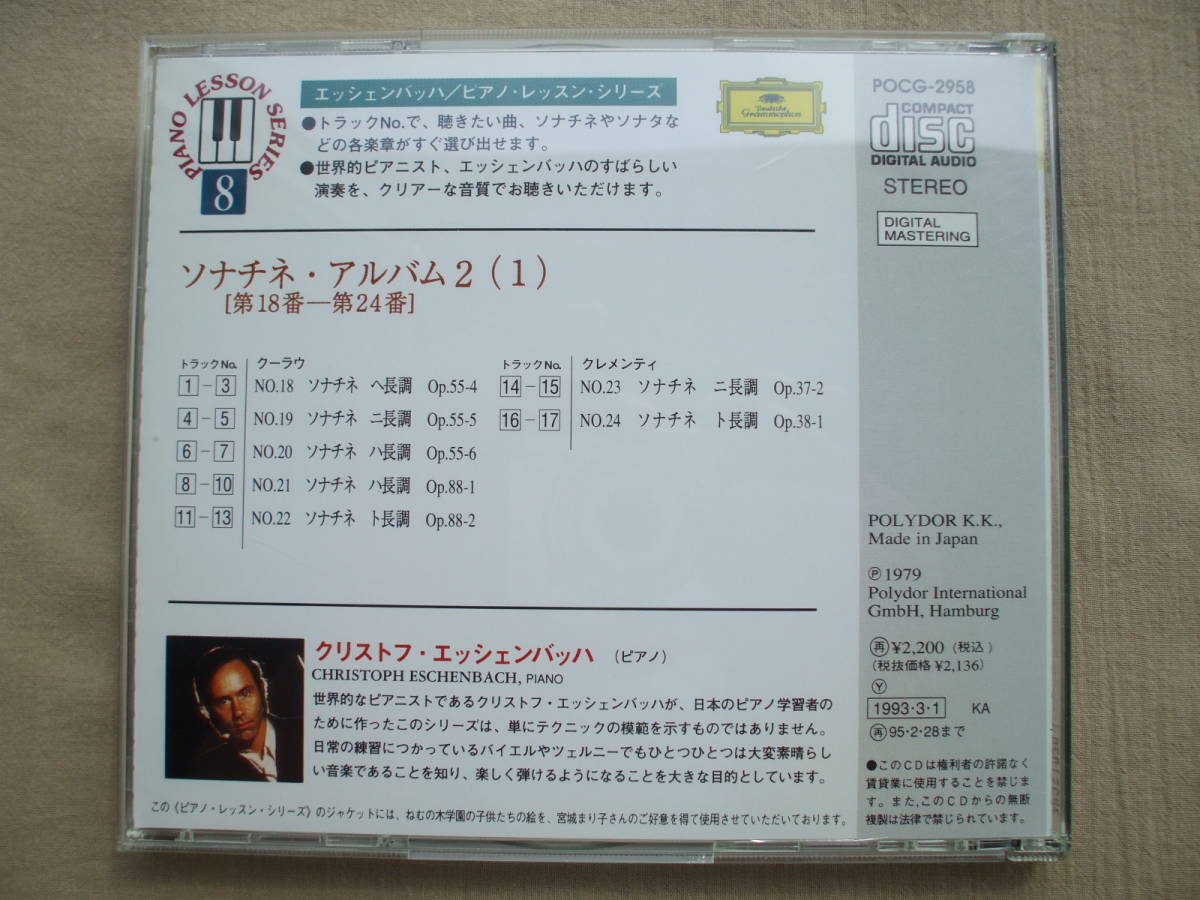 PIANO LESSON SERIES
8
エッシェンバッハ／ピアノ・レッスン・シリーズ
●トラックNo.で、聴きたい曲、ソナチネやソナタな
どの各楽章がすぐ選び出せます。
●世界的ピアニスト、エッシェンバッハのすばらしい
演奏を、クリアーな音質でお聴きいただけます。
Deutsche
Grammophon
POCG-2958
COMPACT
disc
DIGITAL AUDIO
STEREO
DIGITAL
MASTERING
ソナチネ・アルバム2（1）
[第18番―第24番]
トラックNo. クーラウ
1－3 NO.18 ソナチネ ヘ長調 Op.55-4
4－5 NO.19 ソナチネ ニ長調 Op.55-5
6－7 NO.20 ソナチネ ハ長調 Op.55-6
8－10 NO.21 ソナチネ ハ長調 Op.88-1
11－13 NO.22 ソナチネ ト長調 Op.88-2
トラックNo. クレメンティ
14－15 NO.23 ソナチネ ニ長調 Op.37-2
16－17 NO.24 ソナチネ ト長調 Op.38-1
クリストフ・エッシェンバッハ （ピアノ）
CHRISTOPH ESCHENBACH, PIANO
世界的なピアニストであるクリストフ・エッシェンバッハが、日本のピアノ学習者の
ために作ったこのシリーズは、単にテクニックの模範を示すものではありません。
日常の練習につかっているバイエルやツェルニーでもひとつひとつは大変素晴らし
い音楽であることを知り、楽しく弾けるようになることを大きな目的としています。
この《ピアノ・レッスン・シリーズ》のジャケットには、ねむの木学園の子供たちの絵を、宮城まり子さんのご好意を得て使用させていただいております。
POLYDOR K.K.,
Made in Japan
℗1979
Polydor International
GmbH, Hamburg
㊢¥2,200（税込）
（税抜価格¥2,136）
Ⓨ
1993・3・1 KA
再95・2・28まで
●このCDは権利者の許諾なく
賃貸業に使用することを禁じま
す。また、このCDからの無断
複製は法律で禁じられています。